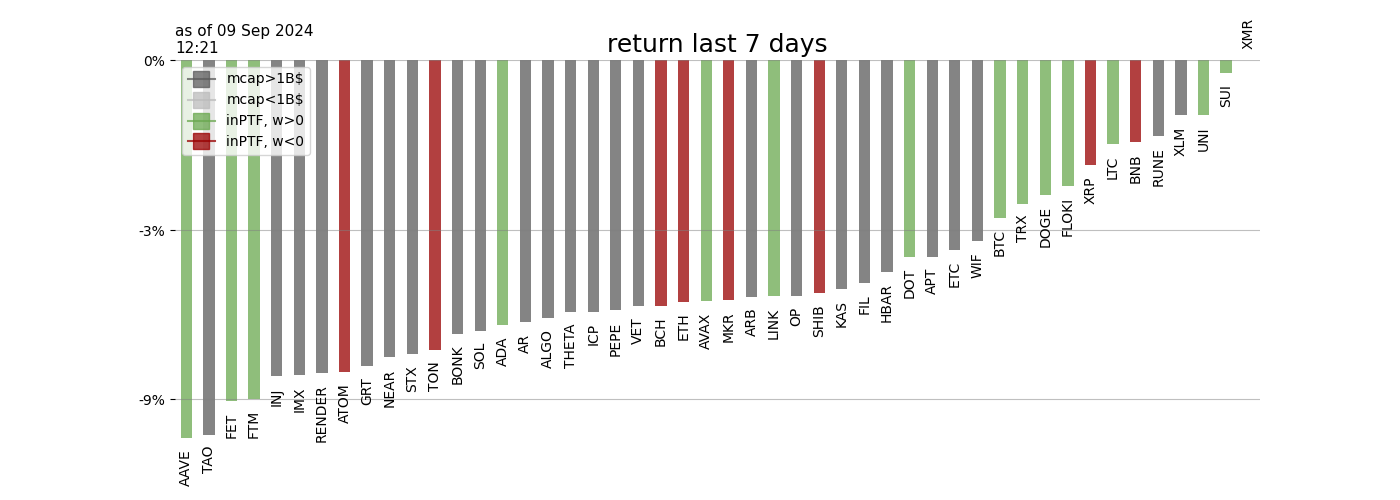 as of 09 Sep 2024
12:21
return last 7 days
XMR
0%
-3%
-9%
mcap>1B$
mcap<1B$
inPTF, w>0
inPTF, w<0
AAVE
TAO
FET
FTM
INJ
IMX
RENDER
ATOM
GRT
NEAR
STX
TON
BONK
SOL
ADA
AR
ALGO
THETA
ICP
PEPE
VET
BCH
ETH
AVAX
MKR
ARB
LINK
OP
SHIB
KAS
FIL
HBAR
DOT
APT
ETC
WIF
BTC
TRX
DOGE
FLOKI
XRP
LTC
BNB
RUNE
XLM
UNI
SUI